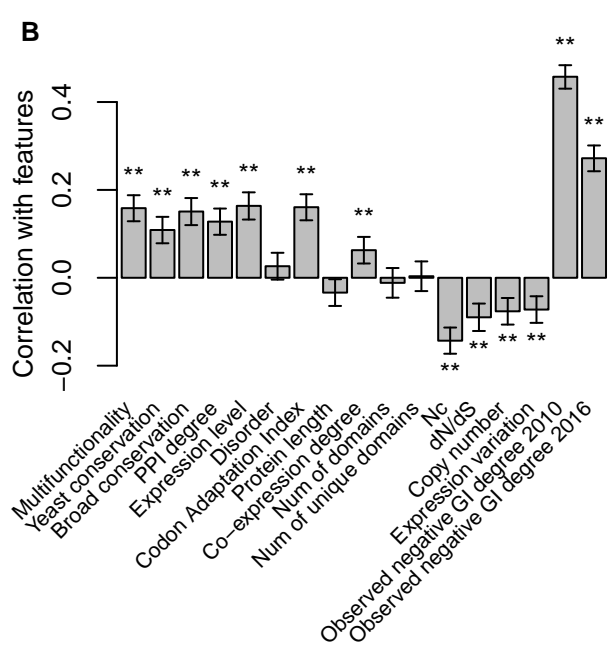 B
Correlation with features
0.4
0.2
0.0
−0.2
**
**
**
**
**
**
**
**
**
**
**
**
**
Multifunctionality
Yeast conservation
Broad conservation
PPI degree
Expression level
Disorder
Codon Adaptation Index
Protein length
Co−expression degree
Num of domains
Num of unique domains
Nc
dN/dS
Copy number
Expression variation
Observed negative GI degree 2010
Observed negative GI degree 2016